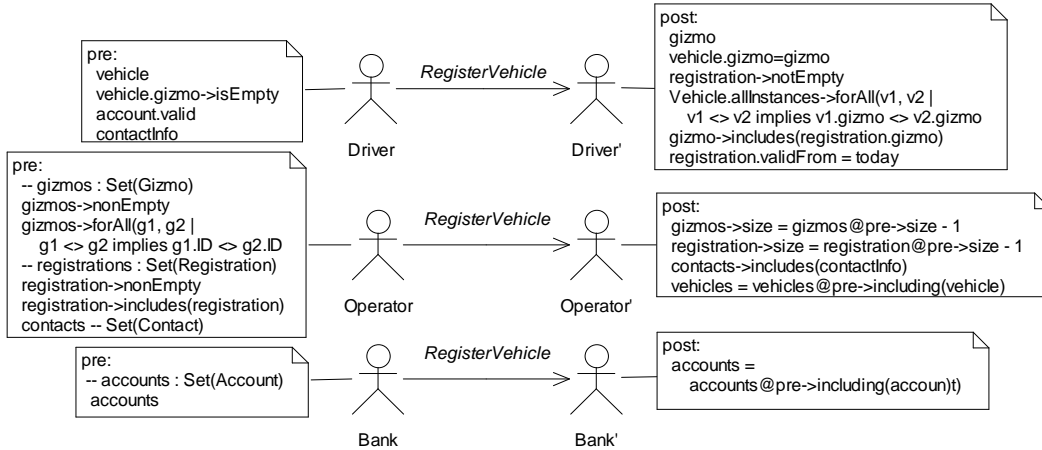 pre:
vehicle
vehicle.gizmo->isEmpty
account.valid
contactInfo
RegisterVehicle
Driver
Driver'
post:
gizmo
vehicle.gizmo=gizmo
registration->notEmpty
Vehicle.allInstances->forAll(v1, v2 |
v1 <> v2 implies v1.gizmo <> v2.gizmo
gizmo->includes(registration.gizmo)
registration.validFrom = today
pre:
-- gizmos : Set(Gizmo)
gizmos->nonEmpty
gizmos->forAll(g1, g2 |
g1 <> g2 implies g1.ID <> g2.ID
-- registrations : Set(Registration)
registration->nonEmpty
registration->includes(registration)
contacts -- Set(Contact)
RegisterVehicle
Operator
Operator'
post:
gizmos->size = gizmos@pre->size - 1
registration->size = registration@pre->size - 1
contacts->includes(contactInfo)
vehicles = vehicles@pre->including(vehicle)
pre:
-- accounts : Set(Account)
accounts
RegisterVehicle
Bank
Bank'
post:
accounts =
accounts@pre->including(accoun)t)